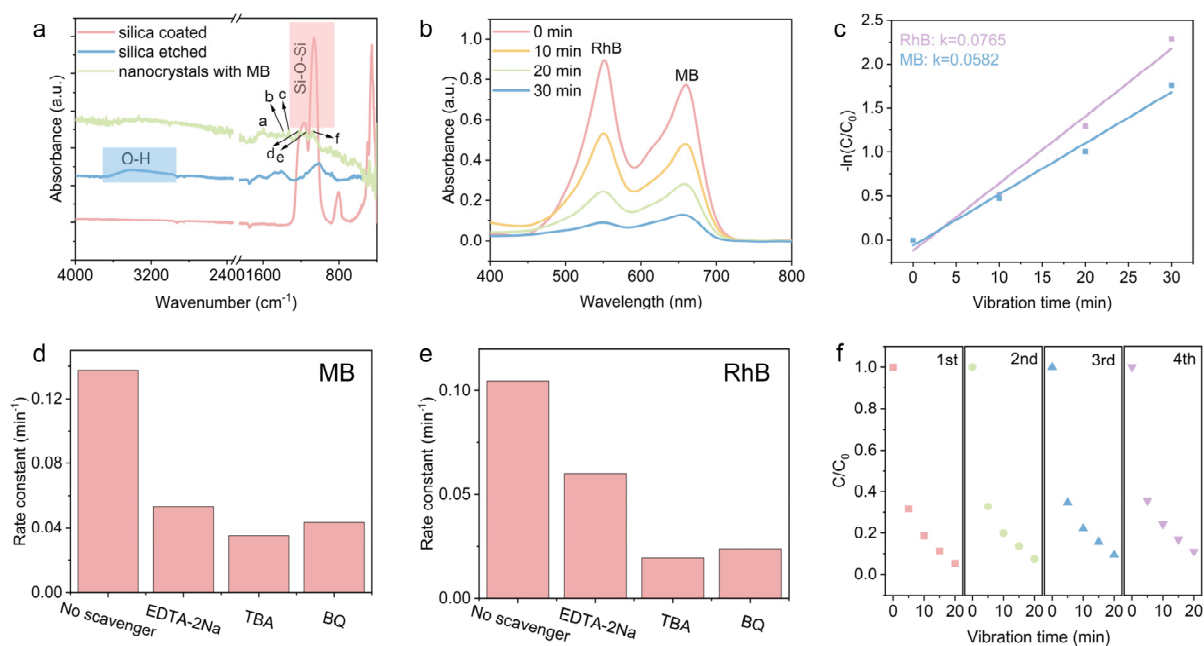 a
silica coated
silica etched
nanocrystals with MB
Si-O-Si
O-H
a
b
c
d
e
f
Absorbance (a.u.)
4000 3200 2400 1600 800
Wavenumber (cm⁻¹)
b
0 min
10 min
20 min
30 min
RhB
MB
Absorbance (a.u.)
1.0
0.8
0.6
0.4
0.2
0.0
400 500 600 700 800
Wavelength (nm)
c
RhB: k=0.0765
MB: k=0.0582
-ln(C/C₀)
2.5
2.0
1.5
1.0
0.5
0.0
0 5 10 15 20 25 30
Vibration time (min)
d
MB
Rate constant (min⁻¹)
0.12
0.08
0.04
0.00
No scavenger
EDTA-2Na
TBA
BQ
e
RhB
Rate constant (min⁻¹)
0.10
0.05
0.00
No scavenger
EDTA-2Na
TBA
BQ
f
1st 2nd 3rd 4th
C/C₀
1.0
0.8
0.6
0.4
0.2
0.0
0 10 20 0 10 20 0 10 20 0 10 20
Vibration time (min)